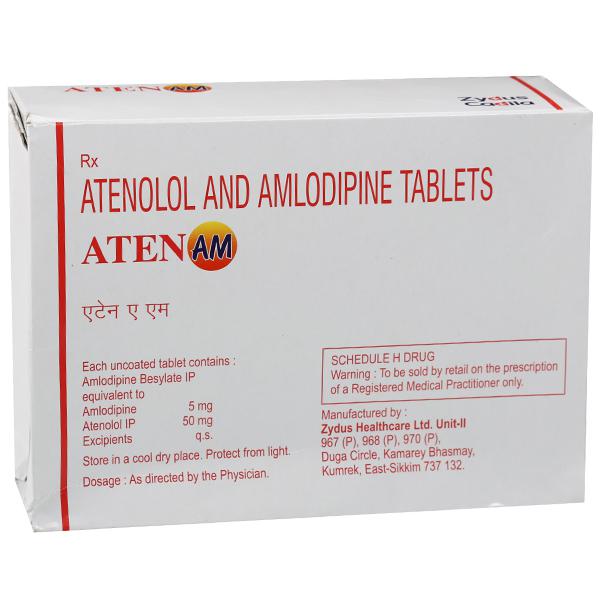 ATEN AM
Zydus
Cadila
Rx
ATENOLOL AND AMLODIPINE TABLETS
ATEN AM
एटेन ए एम
Each uncoated tablet contains :
Amlodipine Besylate IP
equivalent to
Amlodipine 5 mg
Atenolol IP 50 mg
Excipients q.s.
Store in a cool dry place. Protect from light.
Dosage : As directed by the Physician.
SCHEDULE H DRUG
Warning : To be sold by retail on the prescription
of a Registered Medical Practitioner only.
Manufactured by :
Zydus Healthcare Ltd. Unit-II
967 (P), 968 (P), 970 (P),
Duga Circle, Kamarey Bhasmay,
Kumrek, East-Sikkim 737 132.